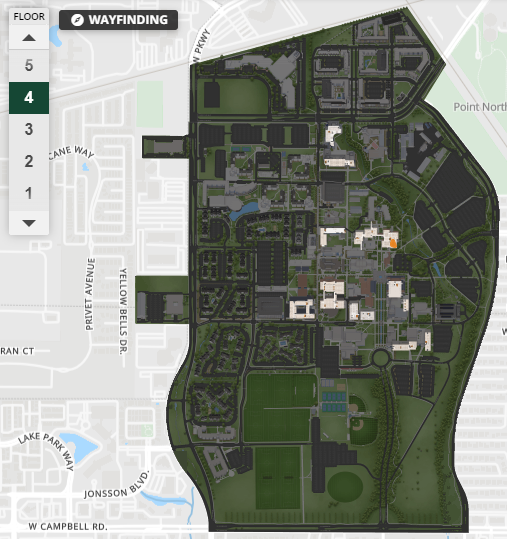 FLOOR
WAYFINDING
5
4
3
2
1
N PKWY
Point North
CANE WAY
PRIVET AVENUE
YELLOW BELLS DR.
RAN CT
LAKE PARK WAY
JONSSON BLVD.
W CAMPBELL RD.
W